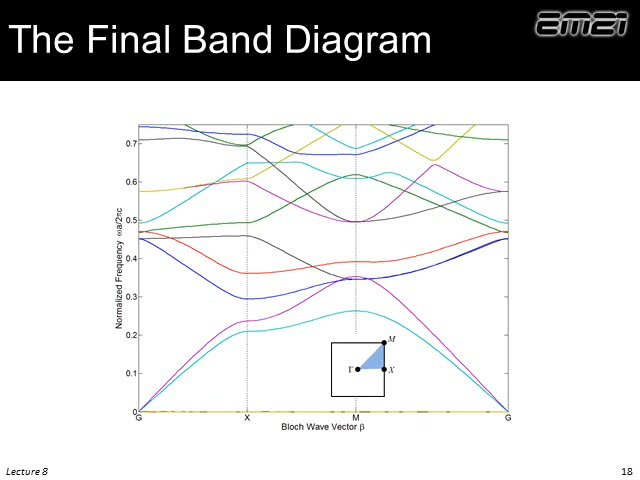 The Final Band Diagram
EM21
Normalized Frequency ωa/2πc
0.7
0.6
0.5
0.4
0.3
0.2
0.1
0
G
X
M
G
Bloch Wave Vector β
M
Γ
X
Lecture 8
18